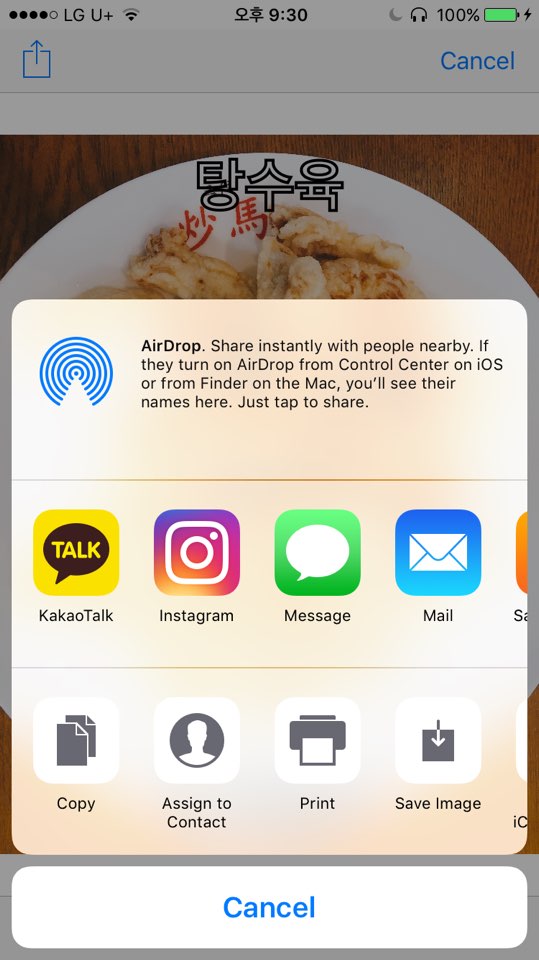 LG U+
오후 9:30
100%
Cancel
탕수육
炒馬
AirDrop. Share instantly with people nearby. If
they turn on AirDrop from Control Center on iOS
or from Finder on the Mac, you’ll see their
names here. Just tap to share.
TALK
KakaoTalk
Instagram
Message
Mail
Sa
Copy
Assign to
Contact
Print
Save Image
iC
Cancel